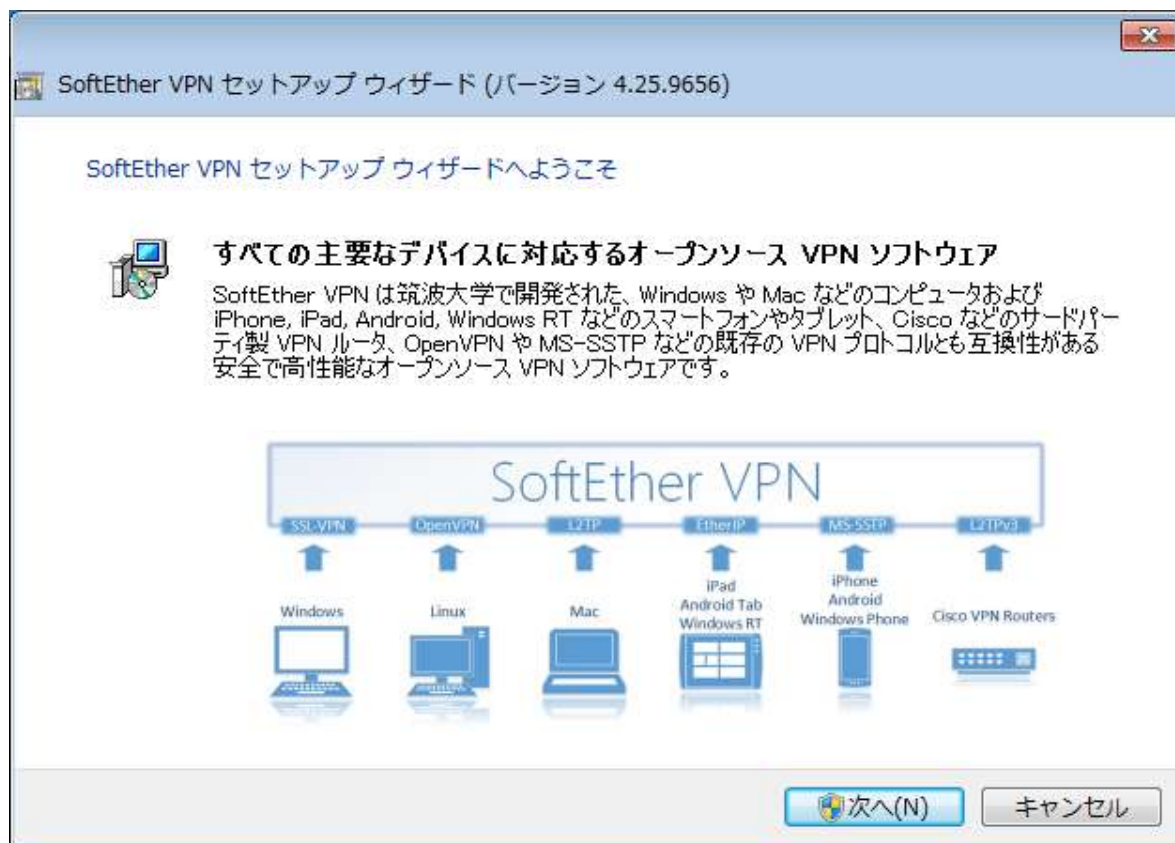 SoftEther VPN セットアップ ウィザード (バージョン 4.25.9656)
SoftEther VPN セットアップ ウィザードへようこそ
すべての主要なデバイスに対応するオープンソース VPN ソフトウェア
SoftEther VPN は筑波大学で開発された、Windows や Mac などのコンピュータおよび
iPhone, iPad, Android, Windows RT などのスマートフォンやタブレット、Cisco などのサードパー
ティ製 VPN ルータ、OpenVPN や MS-SSTP などの既存の VPN プロトコルとも互換性がある
安全で高性能なオープンソース VPN ソフトウェアです。
SoftEther VPN
SSL-VPN OpenVPN L2TP EtherIP MS-SSTP L2TPv3
Windows
Linux
Mac
iPad
Android Tab
Windows RT
iPhone
Android
Windows Phone
Cisco VPN Routers
次へ(N) キャンセル